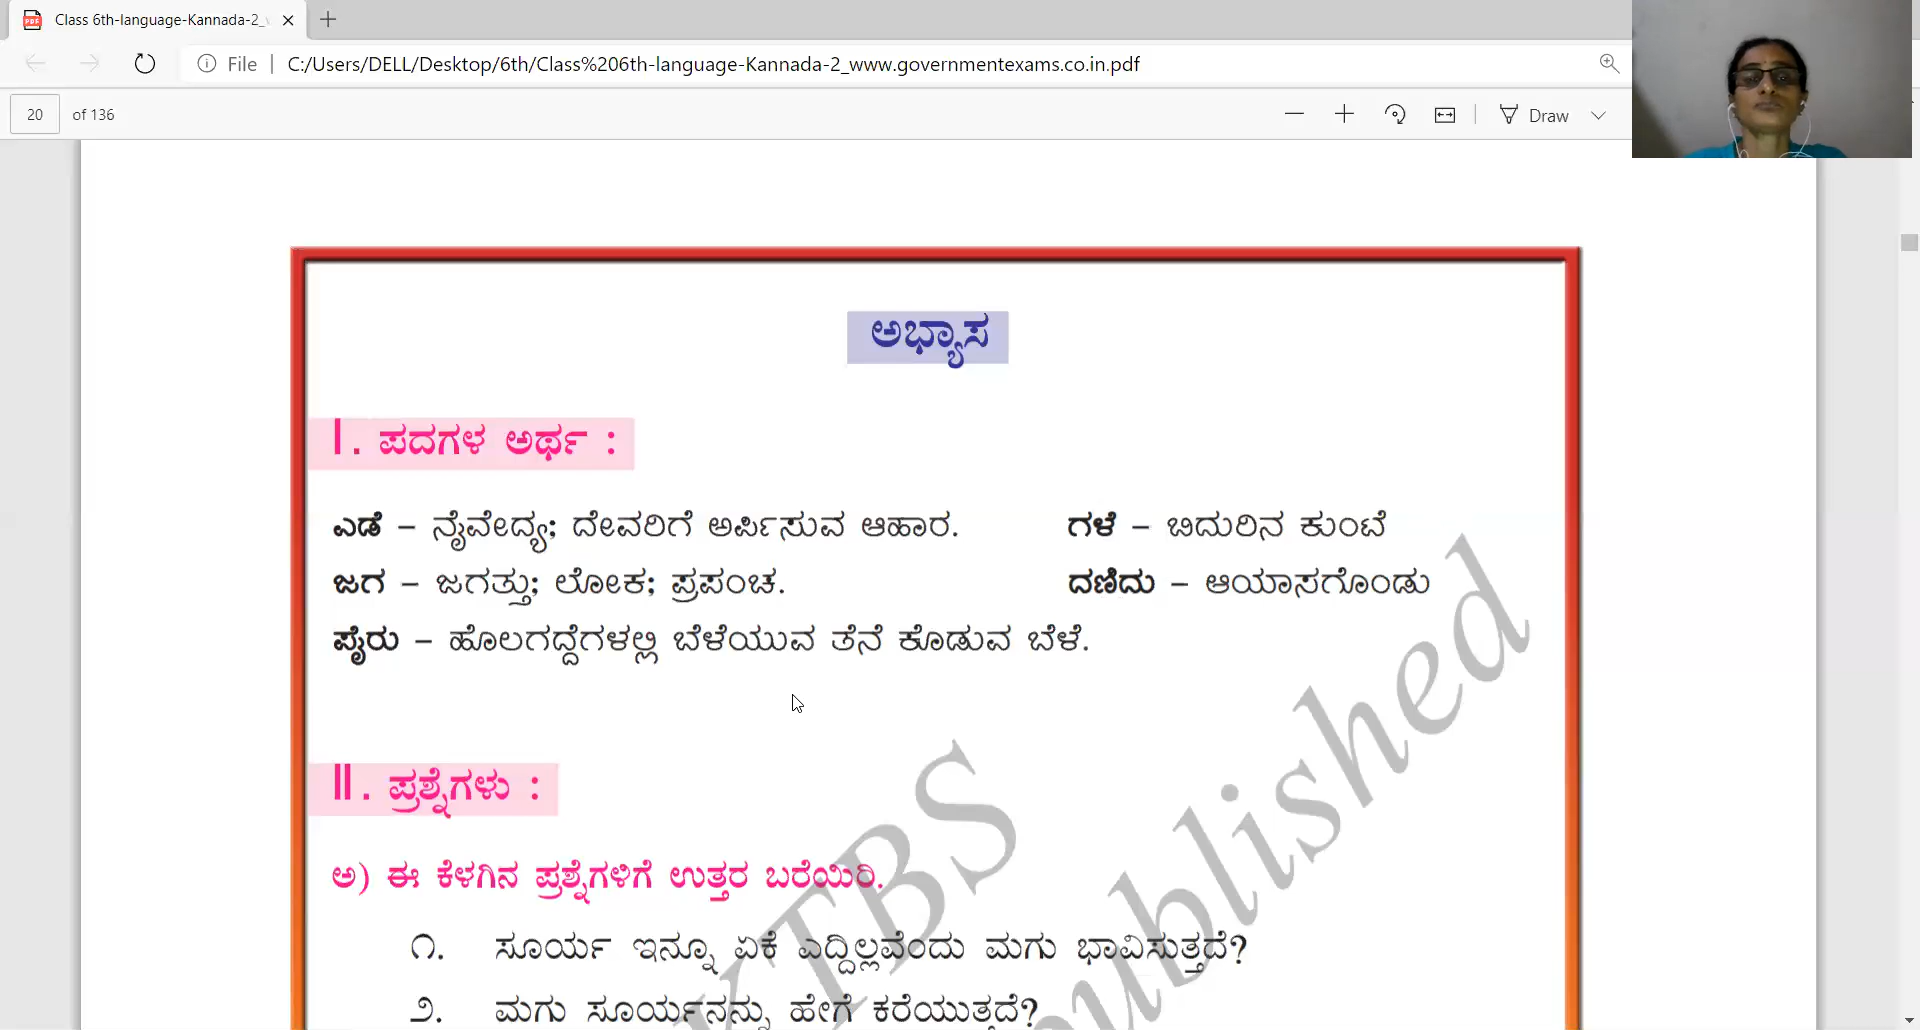 Class 6th-language-Kannada-2_
File | C:/Users/DELL/Desktop/6th/Class%206th-language-Kannada-2_www.governmentexams.co.in.pdf
20 of 136
Draw
ಅಭ್ಯಾಸ
I. ಪದಗಳ ಅರ್ಥ :
ಎಡೆ – ನೈವೇದ್ಯ; ದೇವರಿಗೆ ಅರ್ಪಿಸುವ ಆಹಾರ. ಗಳೆ – ಬಿದುರಿನ ಕುಂಟೆ
ಜಗ – ಜಗತ್ತು; ಲೋಕ; ಪ್ರಪಂಚ. ದಣಿದು – ಆಯಾಸಗೊಂಡು
ಪೈರು – ಹೊಲಗದ್ದೆಗಳಲ್ಲಿ ಬೆಳೆಯುವ ತೆನೆ ಕೊಡುವ ಬೆಳೆ.
II. ಪ್ರಶ್ನೆಗಳು :
ಅ) ಈ ಕೆಳಗಿನ ಪ್ರಶ್ನೆಗಳಿಗೆ ಉತ್ತರ ಬರೆಯಿರಿ.
೧. ಸೂರ್ಯ ಇನ್ನೂ ಏಕೆ ಎದ್ದಿಲ್ಲವೆಂದು ಮಗು ಭಾವಿಸುತ್ತದೆ?
೨. ಮಗು ಸೂರ್ಯನನ್ನು ಹೇಗೆ ಕರೆಯುತ್ತದೆ?
KTBS
published